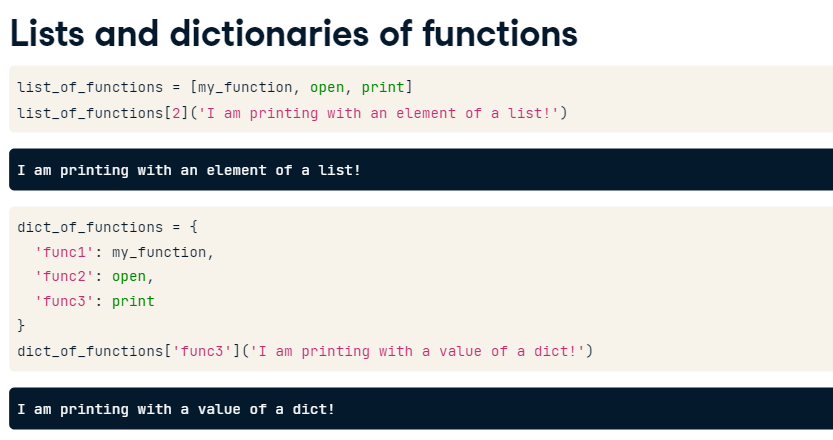 Lists and dictionaries of functions
list_of_functions = [my_function, open, print]
list_of_functions[2]('I am printing with an element of a list!')
I am printing with an element of a list!
dict_of_functions = {
  'func1': my_function,
  'func2': open,
  'func3': print
}
dict_of_functions['func3']('I am printing with a value of a dict!')
I am printing with a value of a dict!